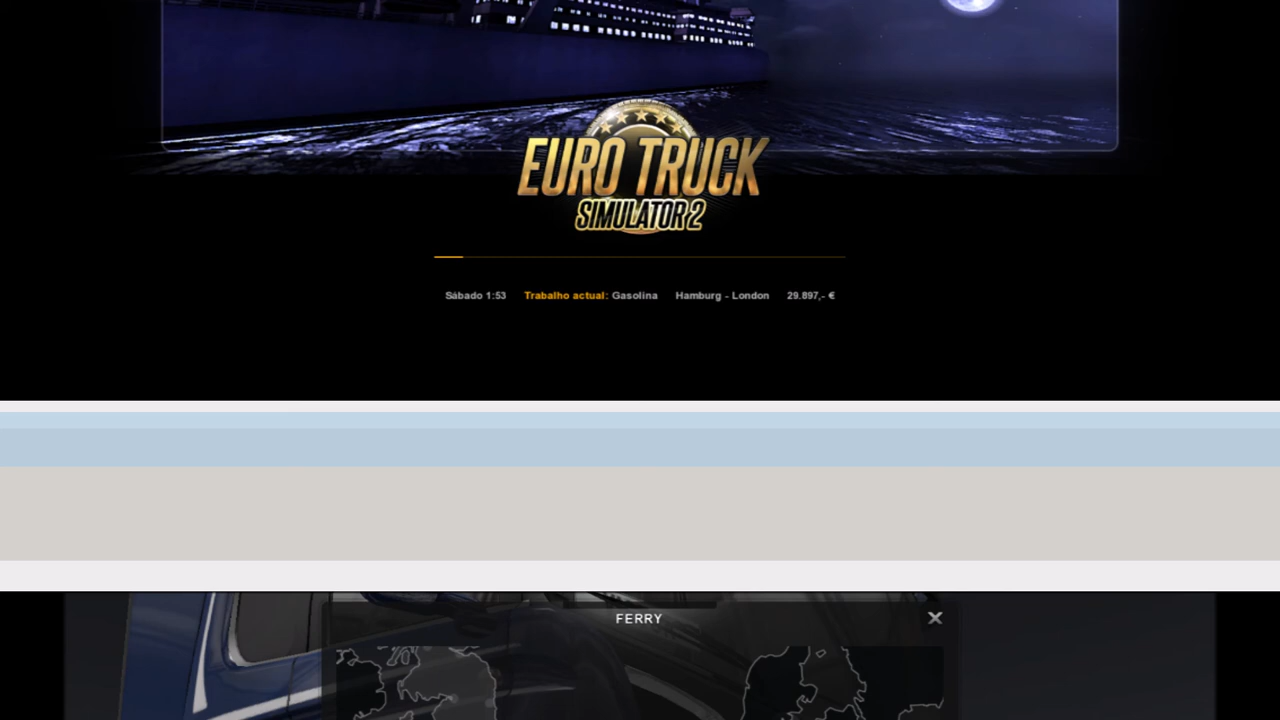 EURO TRUCK
SIMULATOR 2
Sábado 1:53 Trabalho actual: Gasolina Hamburg - London 29.897,- €
FERRY